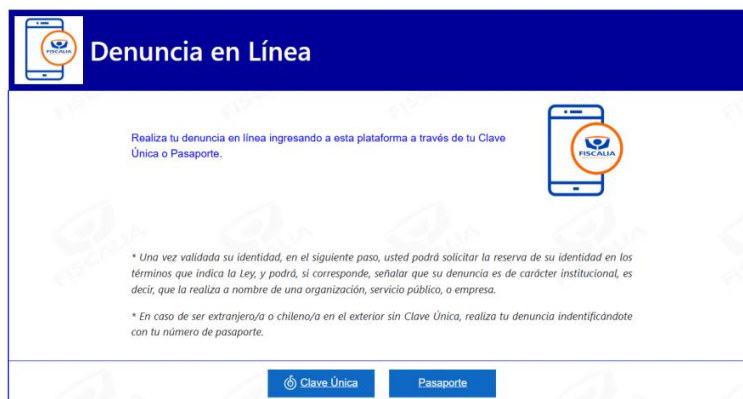 FISCALIA
Denuncia en Línea
Realiza tu denuncia en línea ingresando a esta plataforma a través de tu Clave
Única o Pasaporte.
FISCALIA
* Una vez validada su identidad, en el siguiente paso, usted podrá solicitar la reserva de su identidad en los
términos que indica la Ley, y podrá, si corresponde, señalar que su denuncia es de carácter institucional, es
decir, que la realiza a nombre de una organización, servicio público, o empresa.
* En caso de ser extranjero/a o chileno/a en el exterior sin Clave Única, realiza tu denuncia indentificándote
con tu número de pasaporte.
Clave Única
Pasaporte